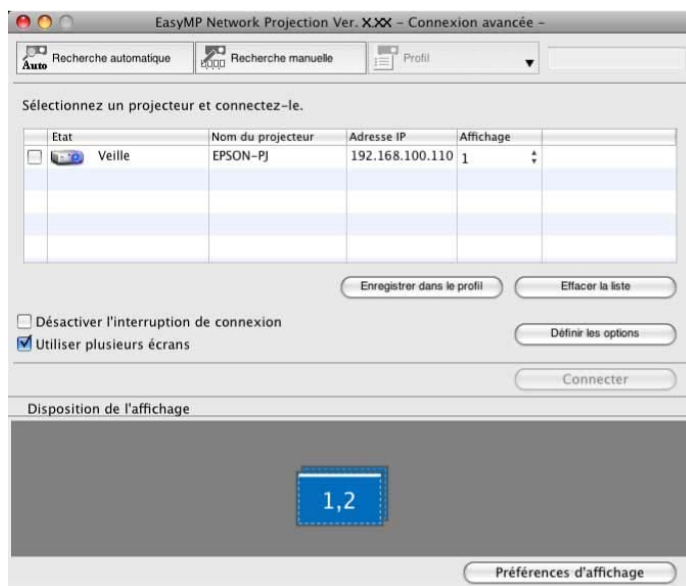 EasyMP Network Projection Ver. X.XX – Connexion avancée –
Auto Recherche automatique Recherche manuelle Profil
Sélectionnez un projecteur et connectez-le.
Etat Nom du projecteur Adresse IP Affichage
Veille EPSON-PJ 192.168.100.110 1
Enregistrer dans le profil Effacer la liste
Désactiver l'interruption de connexion
Définir les options
Utiliser plusieurs écrans
Connecter
Disposition de l'affichage
1,2
Préférences d'affichage